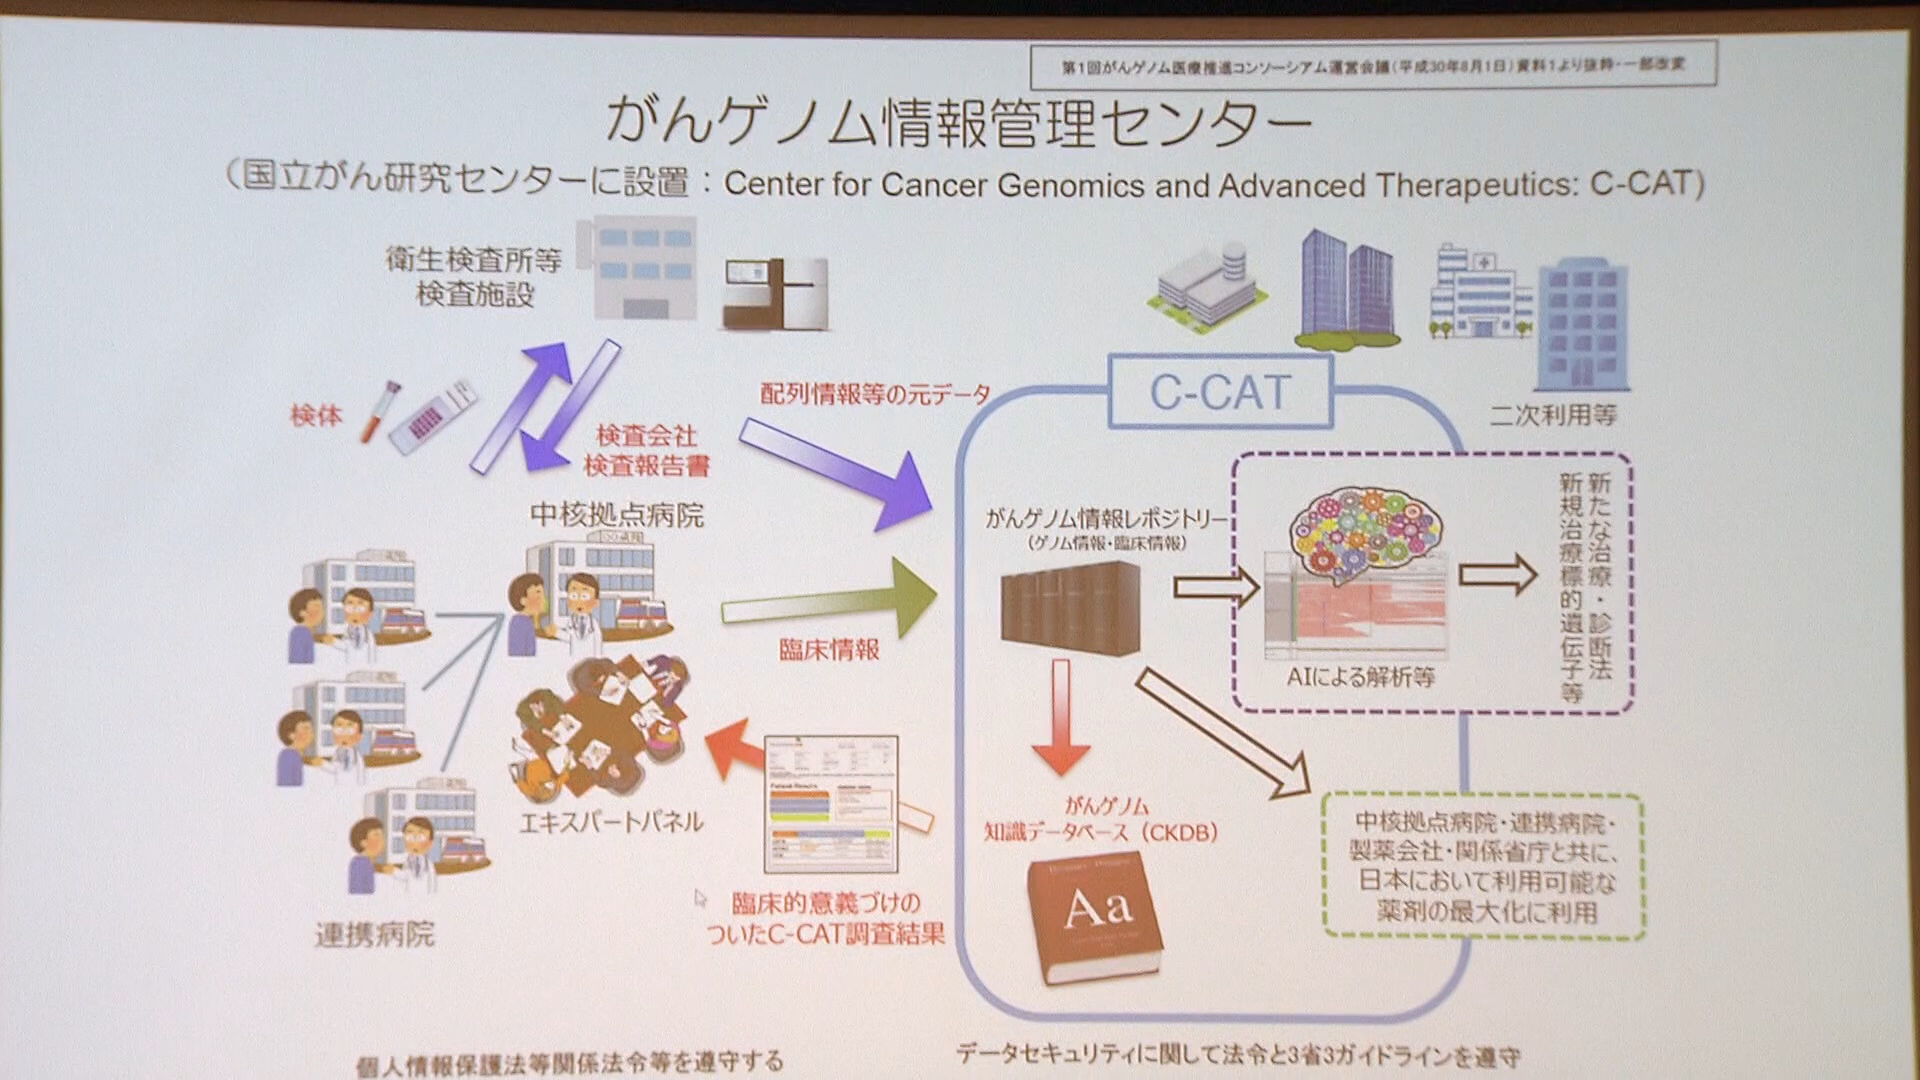 第1回がんゲノム医療推進コンソーシアム運営会議(平成30年8月1日)資料1より抜粋・一部改変
がんゲノム情報管理センター
（国立がん研究センターに設置：Center for Cancer Genomics and Advanced Therapeutics: C-CAT)
衛生検査所等
検査施設
検体
検査会社
検査報告書
配列情報等の元データ
C-CAT
二次利用等
中核拠点病院
がんゲノム情報レポジトリー
（ゲノム情報・臨床情報）
AIによる解析等
新たな治療・診断法
新規治療標的遺伝子等
臨床情報
エキスパートパネル
連携病院
臨床的意義づけの
ついたC-CAT調査結果
がんゲノム
知識データベース（CKDB）
Aa
中核拠点病院・連携病院・
製薬会社・関係省庁と共に、
日本において利用可能な
薬剤の最大化に利用
個人情報保護法等関係法令等を遵守する
データセキュリティに関して法令と3省3ガイドラインを遵守